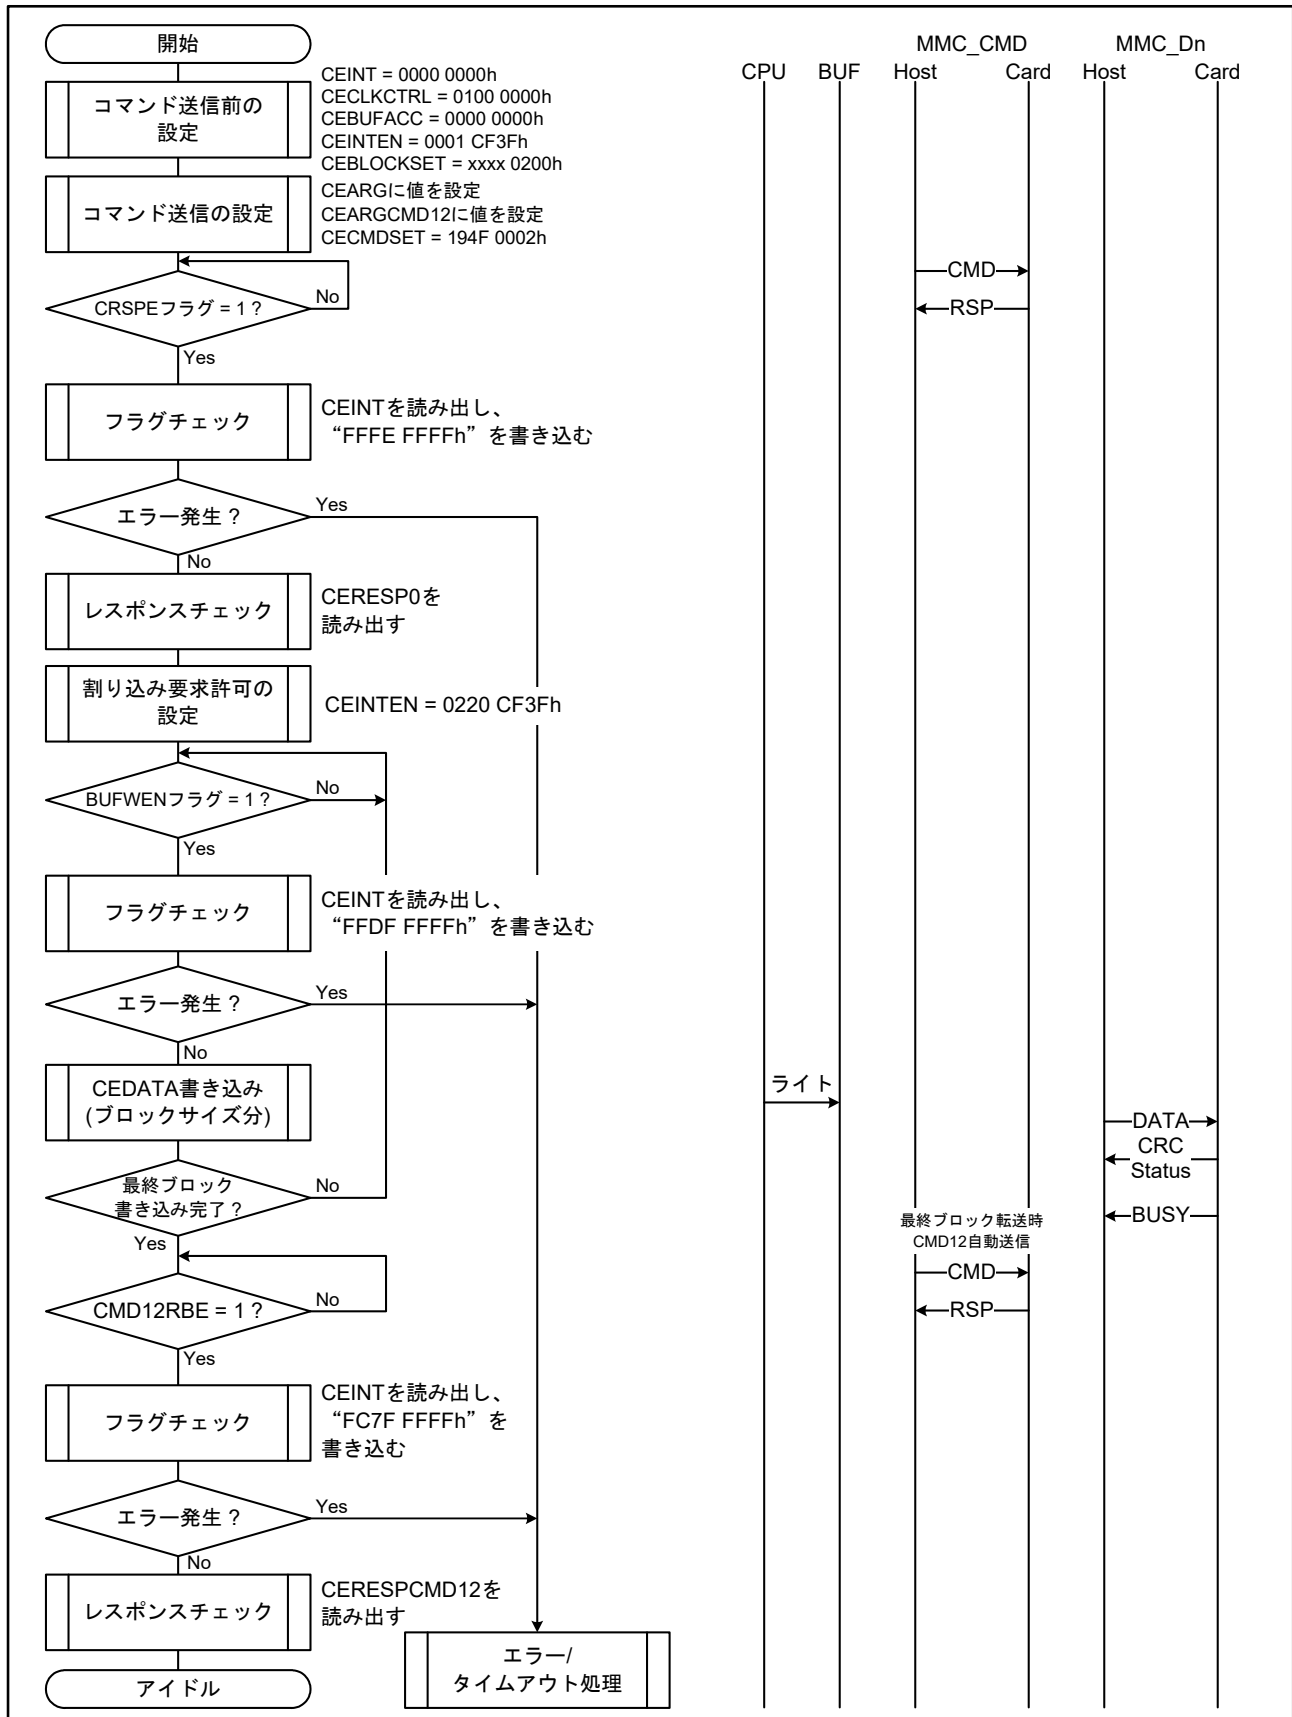 開始
コマンド送信前の
設定
CEINT = 0000 0000h
CECLKCTRL = 0100 0000h
CEBUFACC = 0000 0000h
CEINTEN = 0001 CF3Fh
CEBLOCKSET = xxxx 0200h
コマンド送信の設定
CEARGに値を設定
CEARGCMD12に値を設定
CECMDSET = 194F 0002h
CRSPEフラグ = 1 ?
No
Yes
フラグチェック
CEINTを読み出し、
“FFFE FFFFh”を書き込む
エラー発生 ?
Yes
No
レスポンスチェック
CERESP0を
読み出す
割り込み要求許可の
設定
CEINTEN = 0220 CF3Fh
BUFWENフラグ = 1 ?
No
Yes
フラグチェック
CEINTを読み出し、
“FFDF FFFFh”を書き込む
エラー発生 ?
Yes
No
CEDATA書き込み
(ブロックサイズ分)
最終ブロック
書き込み完了 ?
No
Yes
CMD12RBE = 1 ?
No
Yes
フラグチェック
CEINTを読み出し、
“FC7F FFFFh”を
書き込む
エラー発生 ?
Yes
No
レスポンスチェック
CERESPCMD12を
読み出す
エラー/
タイムアウト処理
アイドル
MMC_CMD MMC_Dn
CPU BUF Host Card Host Card
CMD
RSP
ライト
DATA
CRC
Status
BUSY
最終ブロック転送時
CMD12自動送信
CMD
RSP